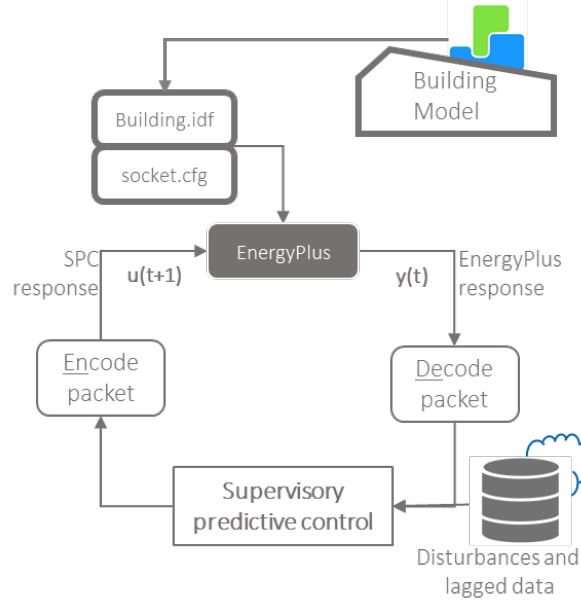 Building
Model
Building.idf
socket.cfg
EnergyPlus
SPC
response
u(t+1)
y(t)
EnergyPlus
response
Encode
packet
Decode
packet
Supervisory
predictive control
Disturbances and
lagged data